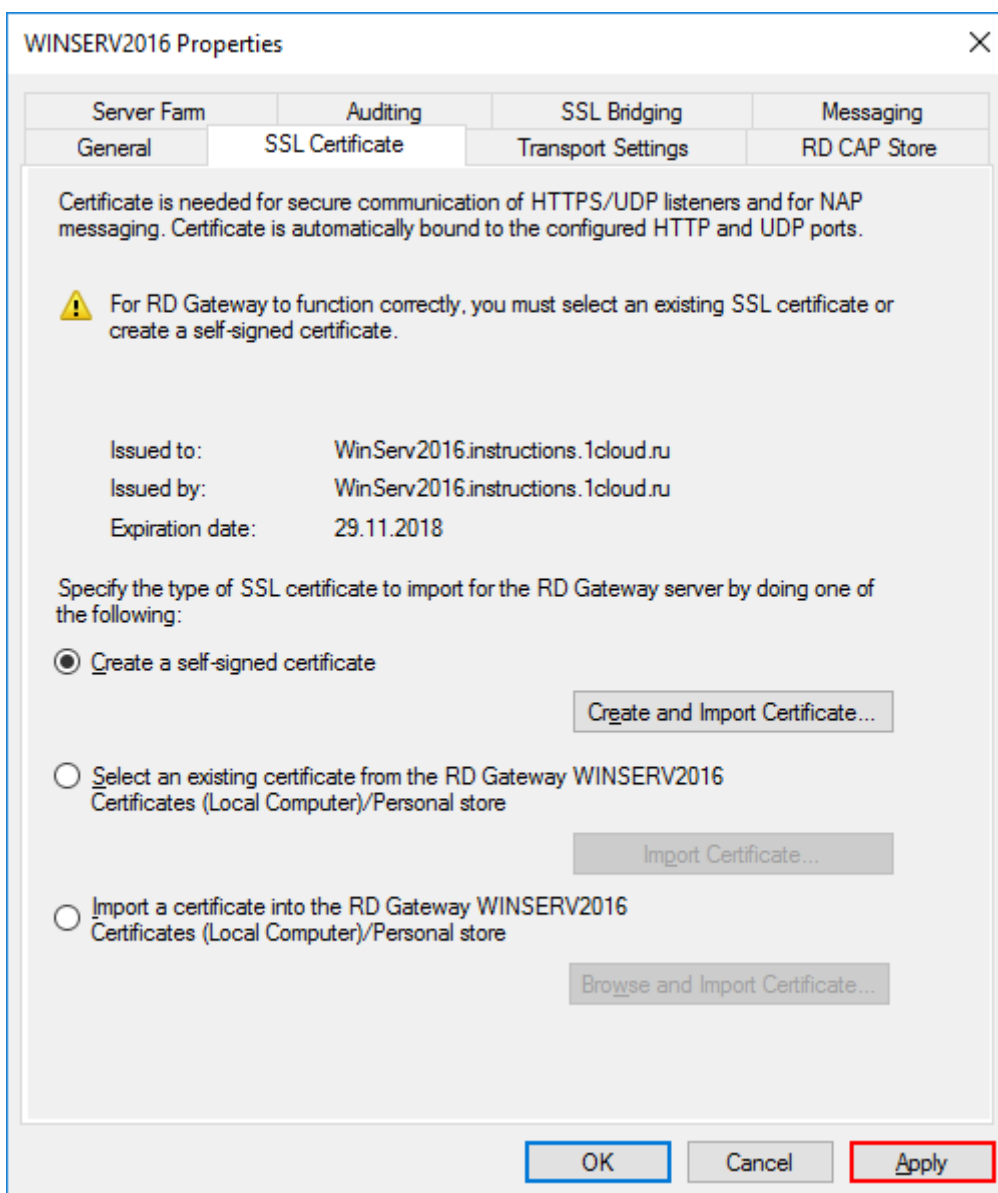 WINSERV2016 Properties
Server Farm
Auditing
SSL Bridging
Messaging
General
SSL Certificate
Transport Settings
RD CAP Store
Certificate is needed for secure communication of HTTPS/UDP listeners and for NAP
messaging. Certificate is automatically bound to the configured HTTP and UDP ports.
For RD Gateway to function correctly, you must select an existing SSL certificate or
create a self-signed certificate.
Issued to: WinServ2016.instructions.1cloud.ru
Issued by: WinServ2016.instructions.1cloud.ru
Expiration date: 29.11.2018
Specify the type of SSL certificate to import for the RD Gateway server by doing one of
the following:
Create a self-signed certificate
Create and Import Certificate...
Select an existing certificate from the RD Gateway WINSERV2016
Certificates (Local Computer)/Personal store
Import Certificate...
Import a certificate into the RD Gateway WINSERV2016
Certificates (Local Computer)/Personal store
Browse and Import Certificate...
OK
Cancel
Apply